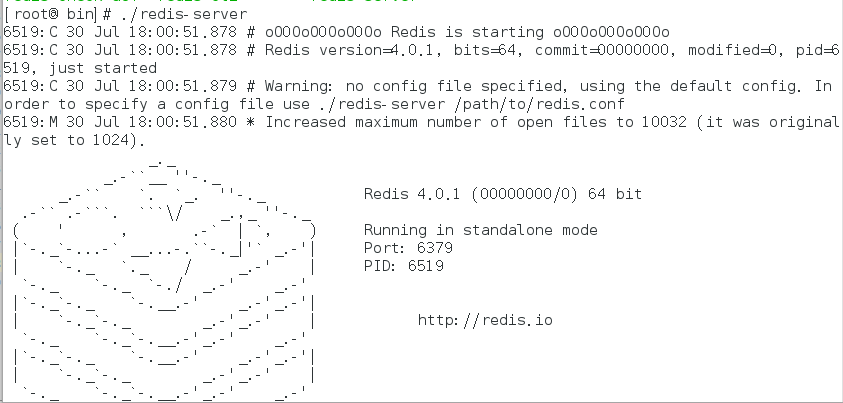 [root@ bin]# ./redis-server
6519:C 30 Jul 18:00:51.878 # oO0OoO0OoO0Oo Redis is starting oO0OoO0OoO0Oo
6519:C 30 Jul 18:00:51.878 # Redis version=4.0.1, bits=64, commit=00000000, modified=0, pid=6
519, just started
6519:C 30 Jul 18:00:51.879 # Warning: no config file specified, using the default config. In
order to specify a config file use ./redis-server /path/to/redis.conf
6519:M 30 Jul 18:00:51.880 * Increased maximum number of open files to 10032 (it was original
ly set to 1024).
Redis 4.0.1 (00000000/0) 64 bit
Running in standalone mode
Port: 6379
PID: 6519
http://redis.io